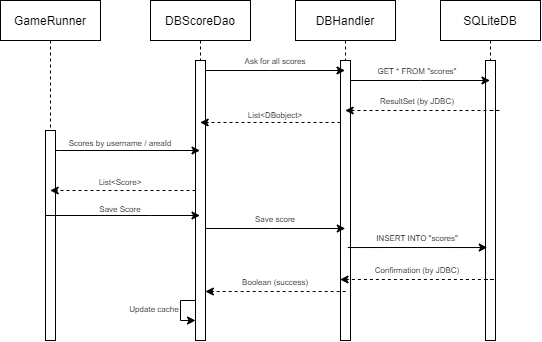 GameRunner
DBScoreDao
DBHandler
SQLiteDB
Ask for all scores
GET * FROM "scores"
ResultSet (by JDBC)
List<DBobject>
Scores by username / areaId
List<Score>
Save Score
Save score
INSERT INTO "scores"
Confirmation (by JDBC)
Boolean (success)
Update cache